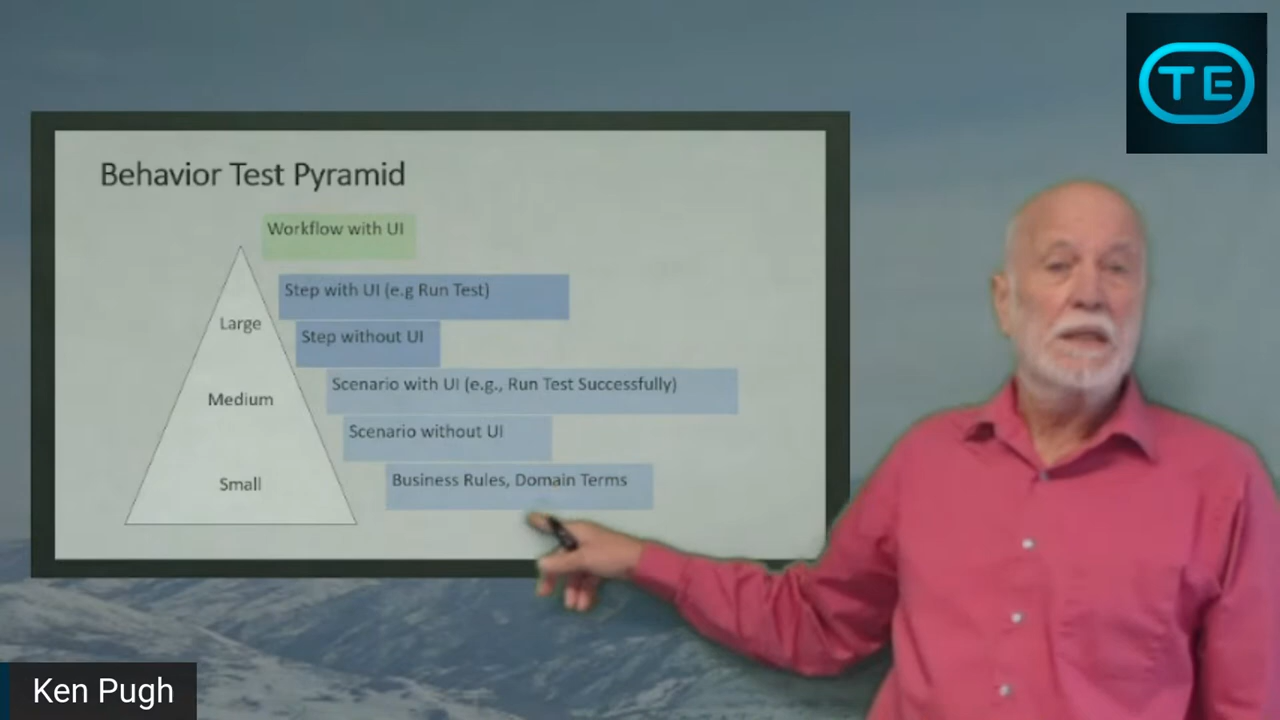 TE
Behavior Test Pyramid
Workflow with UI
Step with UI (e.g Run Test)
Large
Step without UI
Scenario with UI (e.g., Run Test Successfully)
Medium
Scenario without UI
Business Rules, Domain Terms
Small
Ken Pugh